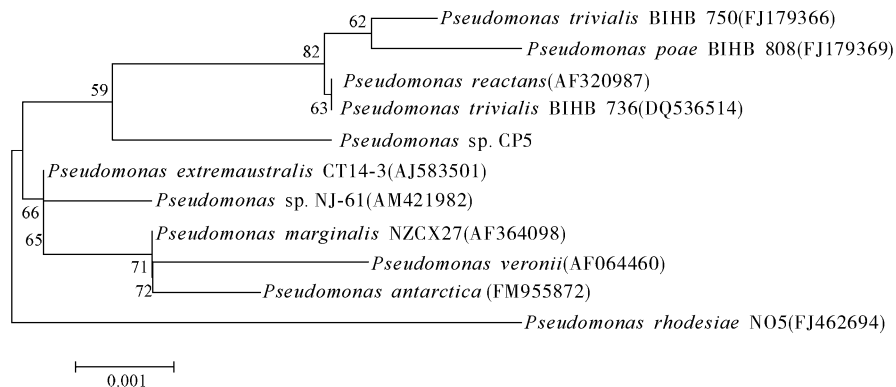 62
Pseudomonas trivialis BIHB 750(FJ179366)
Pseudomonas poae BIHB 808(FJ179369)
82
Pseudomonas reactans(AF320987)
59
63
Pseudomonas trivialis BIHB 736(DQ536514)
Pseudomonas sp. CP5
Pseudomonas extremaustralis CT14-3(AJ583501)
Pseudomonas sp. NJ-61(AM421982)
66
65
Pseudomonas marginalis NZCX27(AF364098)
71
Pseudomonas veronii(AF064460)
72
Pseudomonas antarctica (FM955872)
Pseudomonas rhodesiae NO5(FJ462694)
0.001